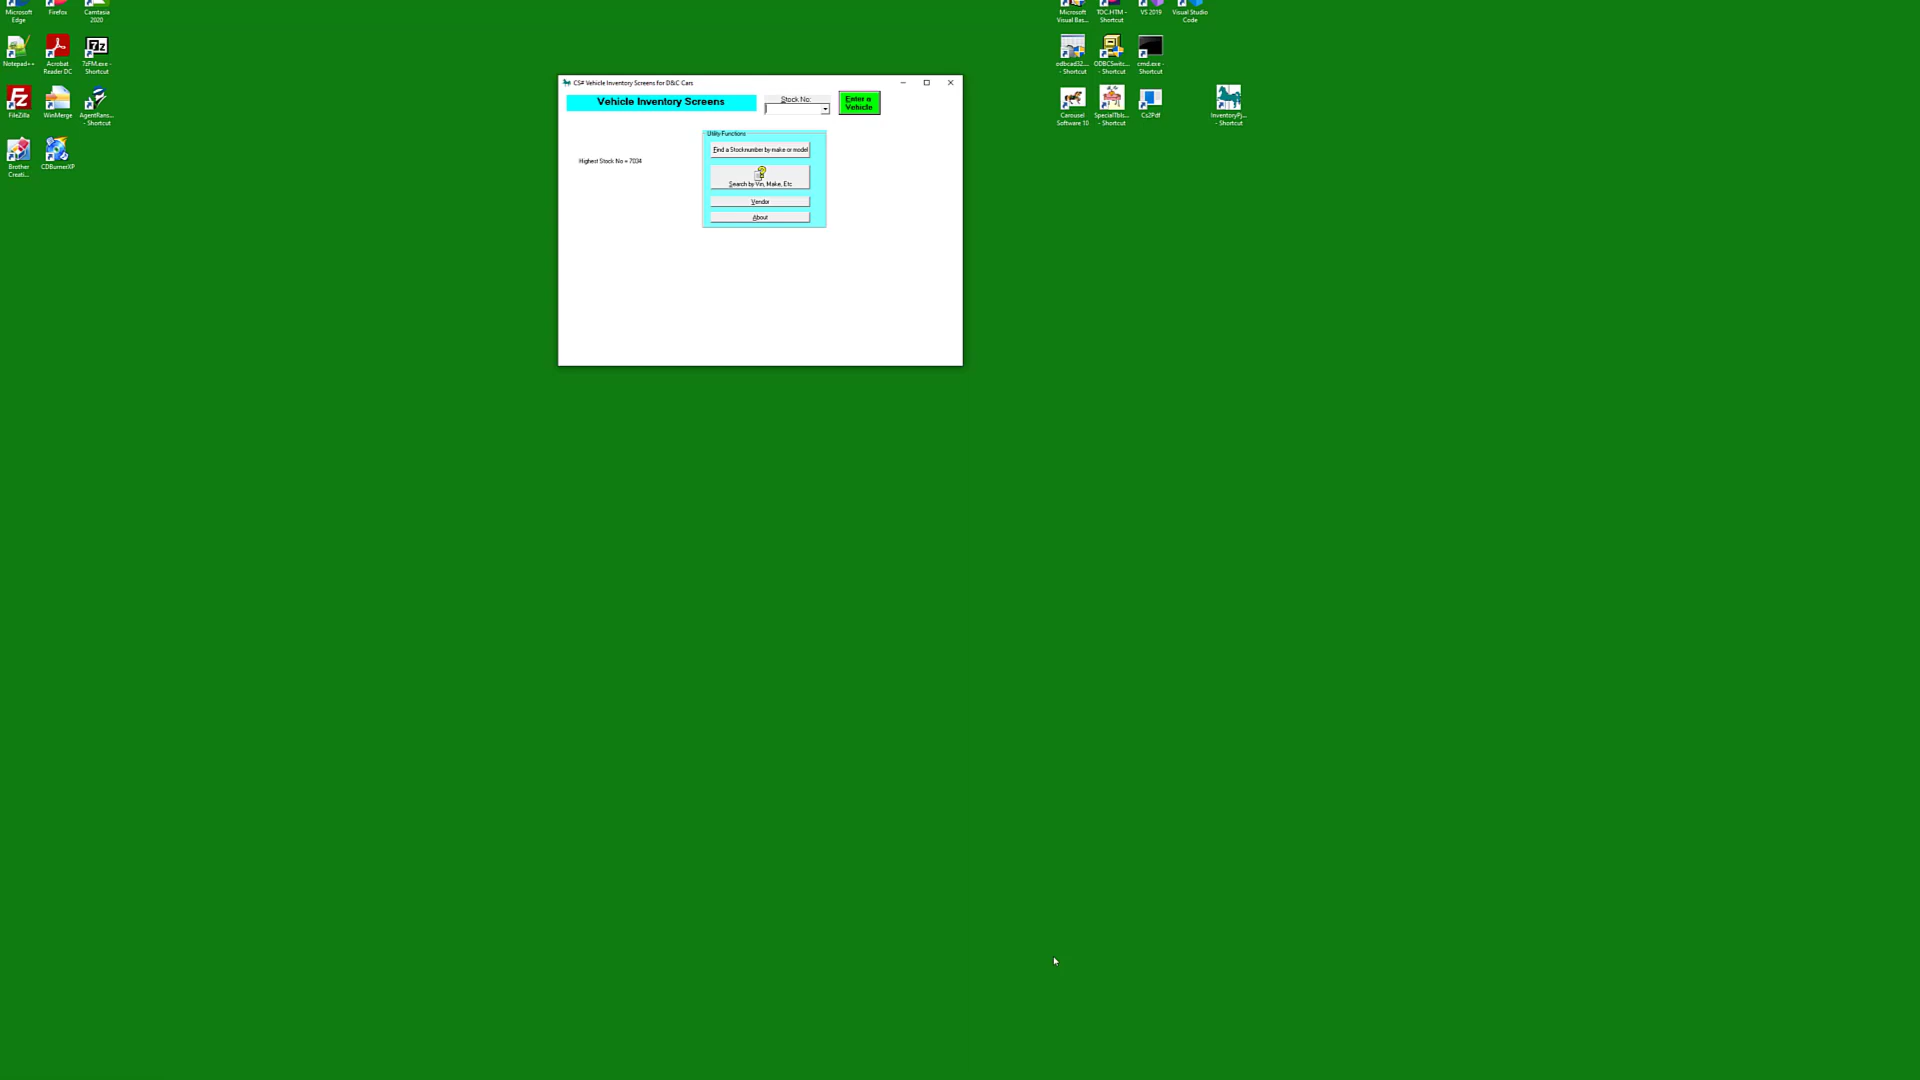 Microsoft
Edge
Firefox
Camtasia
2020
Notepad++
Acrobat
Reader DC
7zFM.exe -
Shortcut
FileZilla
WinMerge
AgentRans...
- Shortcut
Brother
Creati...
CDBurnerXP
CS# Vehicle Inventory Screens for D&C Cars
Vehicle Inventory Screens
Stock No:
Enter a
Vehicle
Utility Functions
Find a Stocknumber by make or model
Highest Stock No = 7034
Search by Vin, Make, Etc
Vendor
About
Microsoft
Visual Bas...
TOC.HTM -
Shortcut
VS 2019
Visual Studio
Code
odbcad32....
- Shortcut
ODBCSwitc...
- Shortcut
cmd.exe -
Shortcut
Carousel
Software 10
SpecialTbls...
- Shortcut
Cs2Pdf
InventoryPj...
- Shortcut